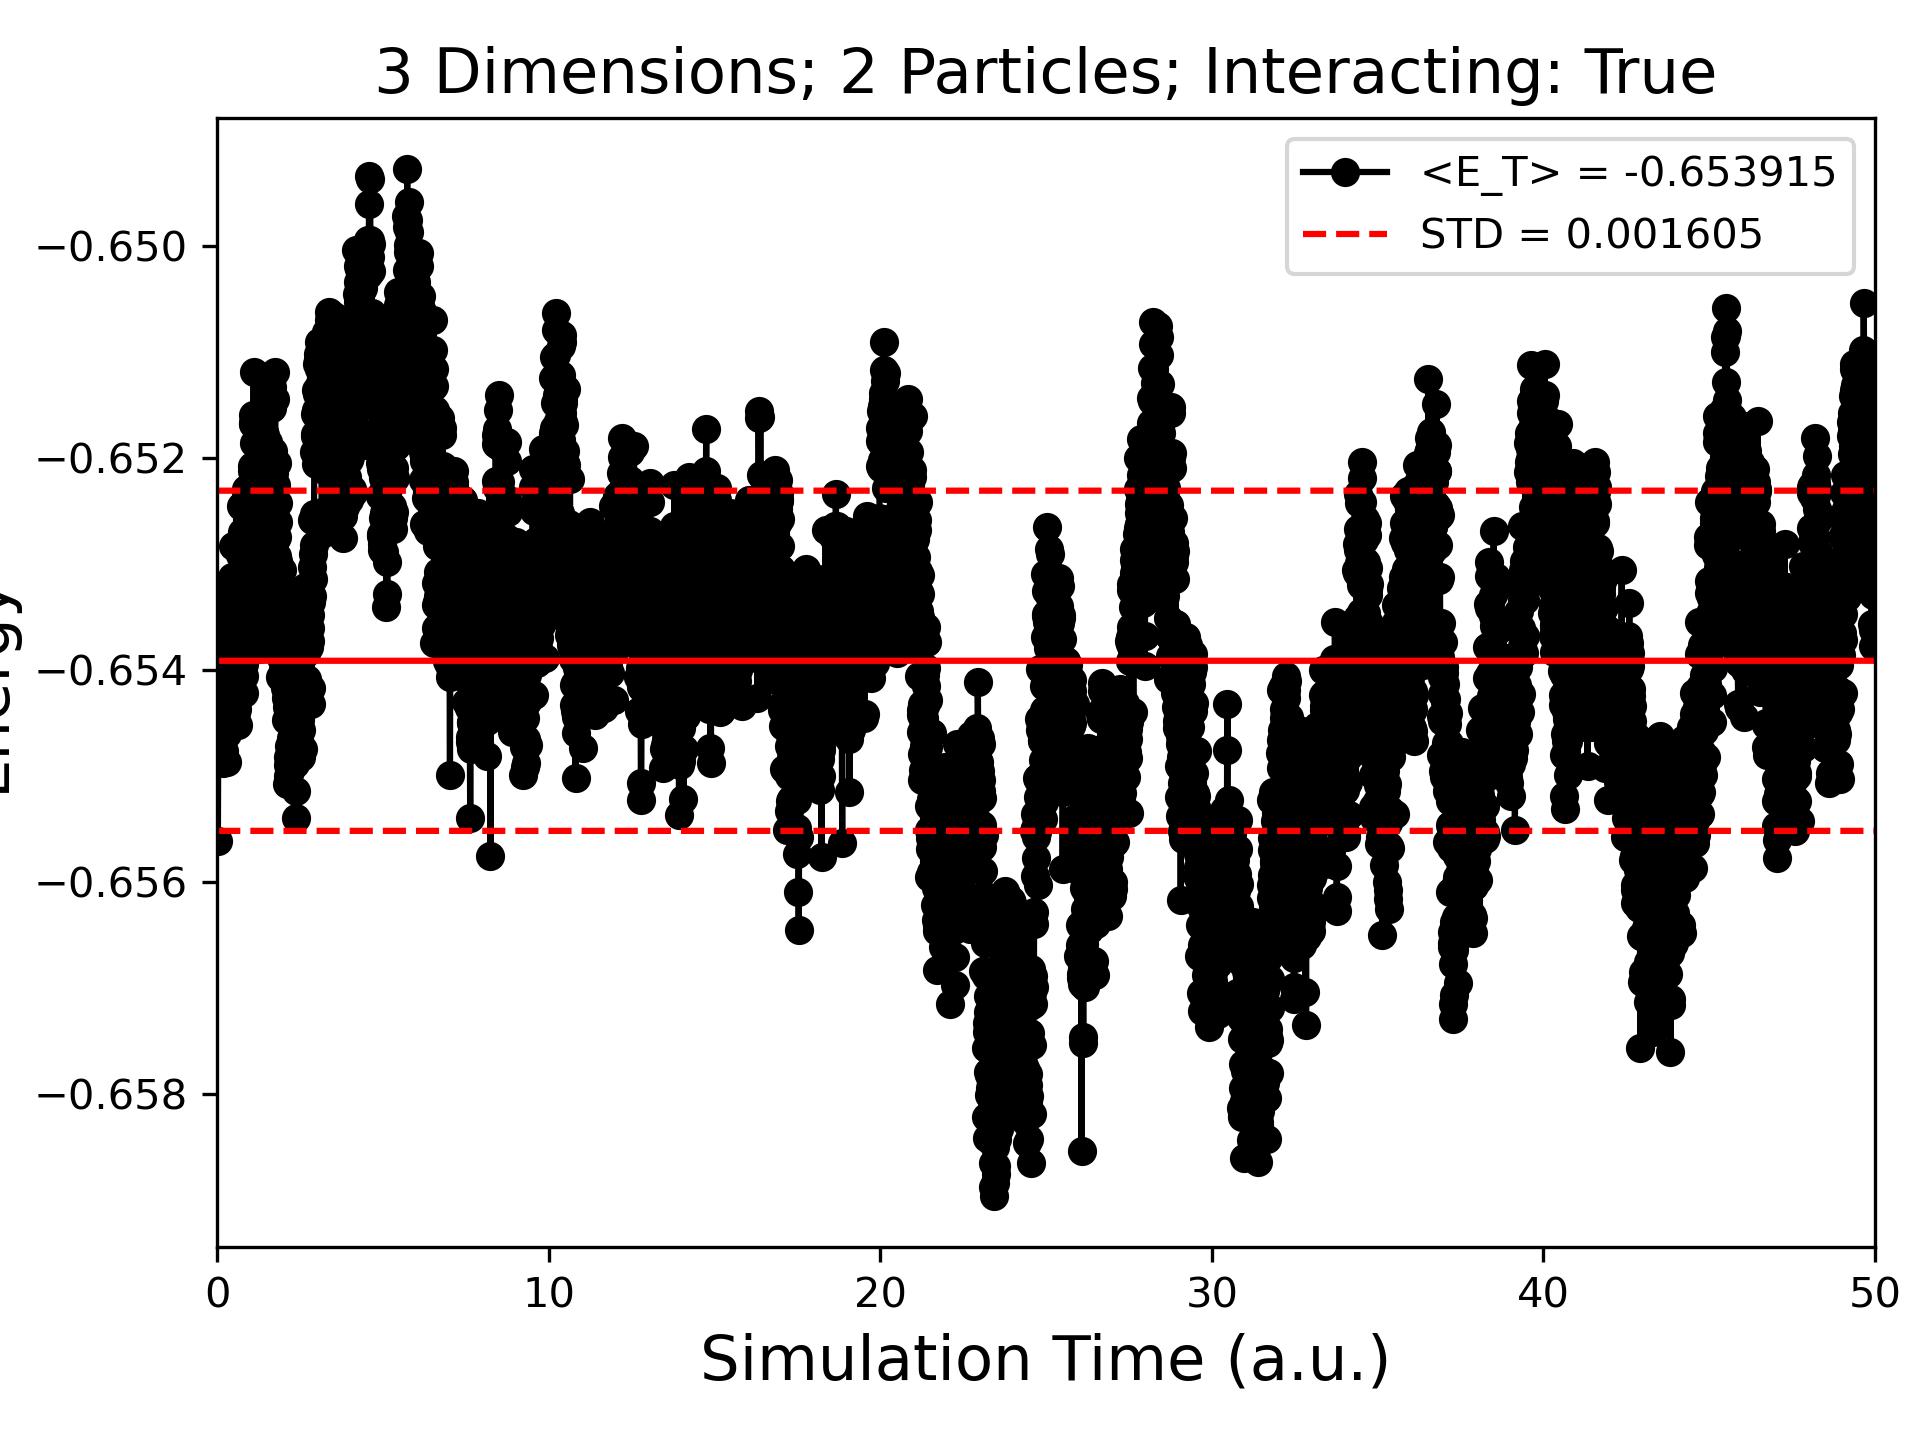 3 Dimensions; 2 Particles; Interacting: True
<E_T> = -0.653915
STD = 0.001605
−0.650
−0.652
−0.654
−0.656
−0.658
0 10 20 30 40 50
Simulation Time (a.u.)